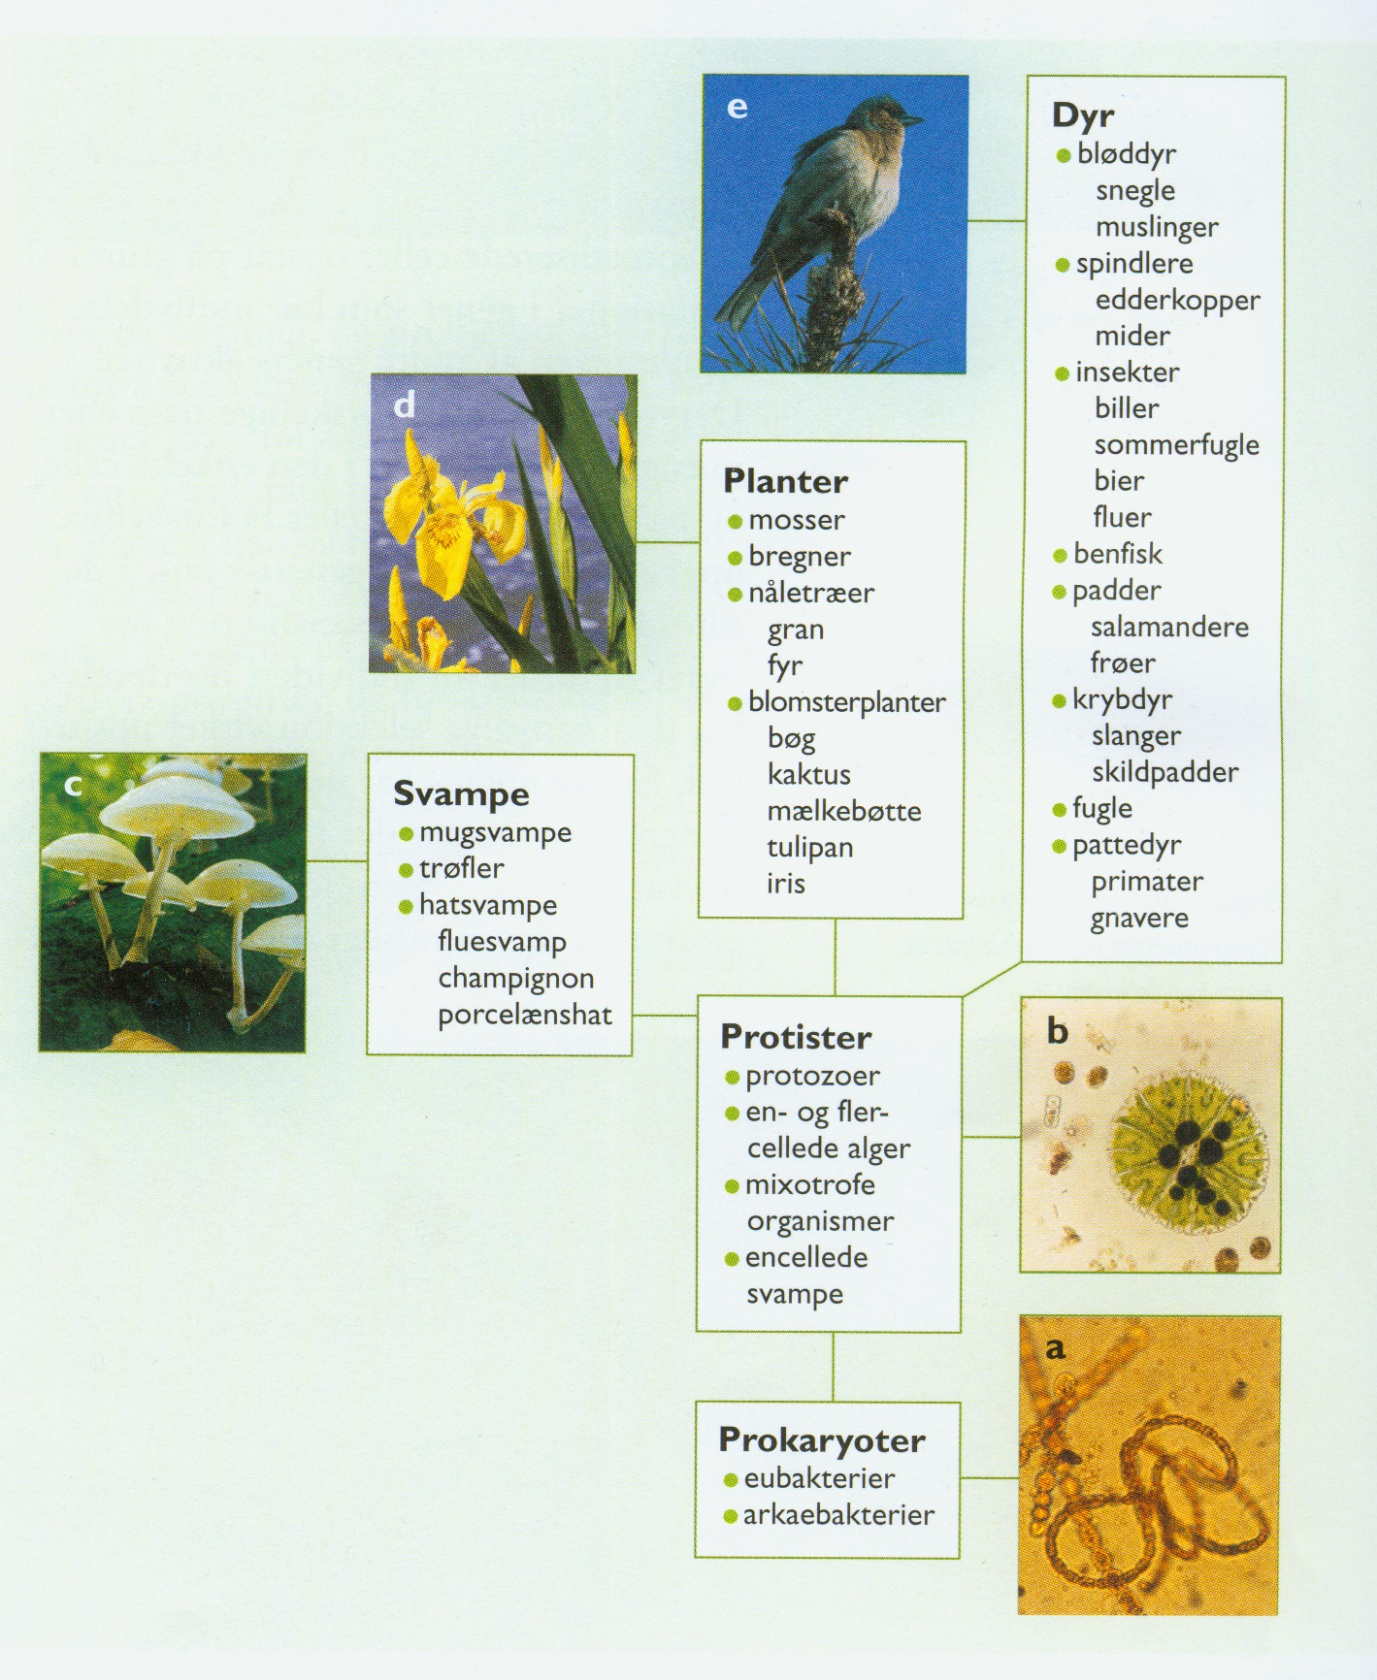 e
Dyr
bløddyr
snegle
muslinger
spindlere
edderkopper
mider
insekter
biller
sommerfugle
bier
fluer
benfisk
padder
salamandere
frøer
krybdyr
slanger
skildpadder
fugle
pattedyr
primater
gnavere
d
Planter
mosser
bregner
nåletræer
gran
fyr
blomsterplanter
bøg
kaktus
mælkebøtte
tulipan
iris
c
Svampe
mugsvampe
trøfler
hatsvampe
fluesvamp
champignon
porcelænshat
Protister
protozoer
en- og fler-
cellede alger
mixotrofe
organismer
encellede
svampe
b
Prokaryoter
eubakterier
arkaebakterier
a